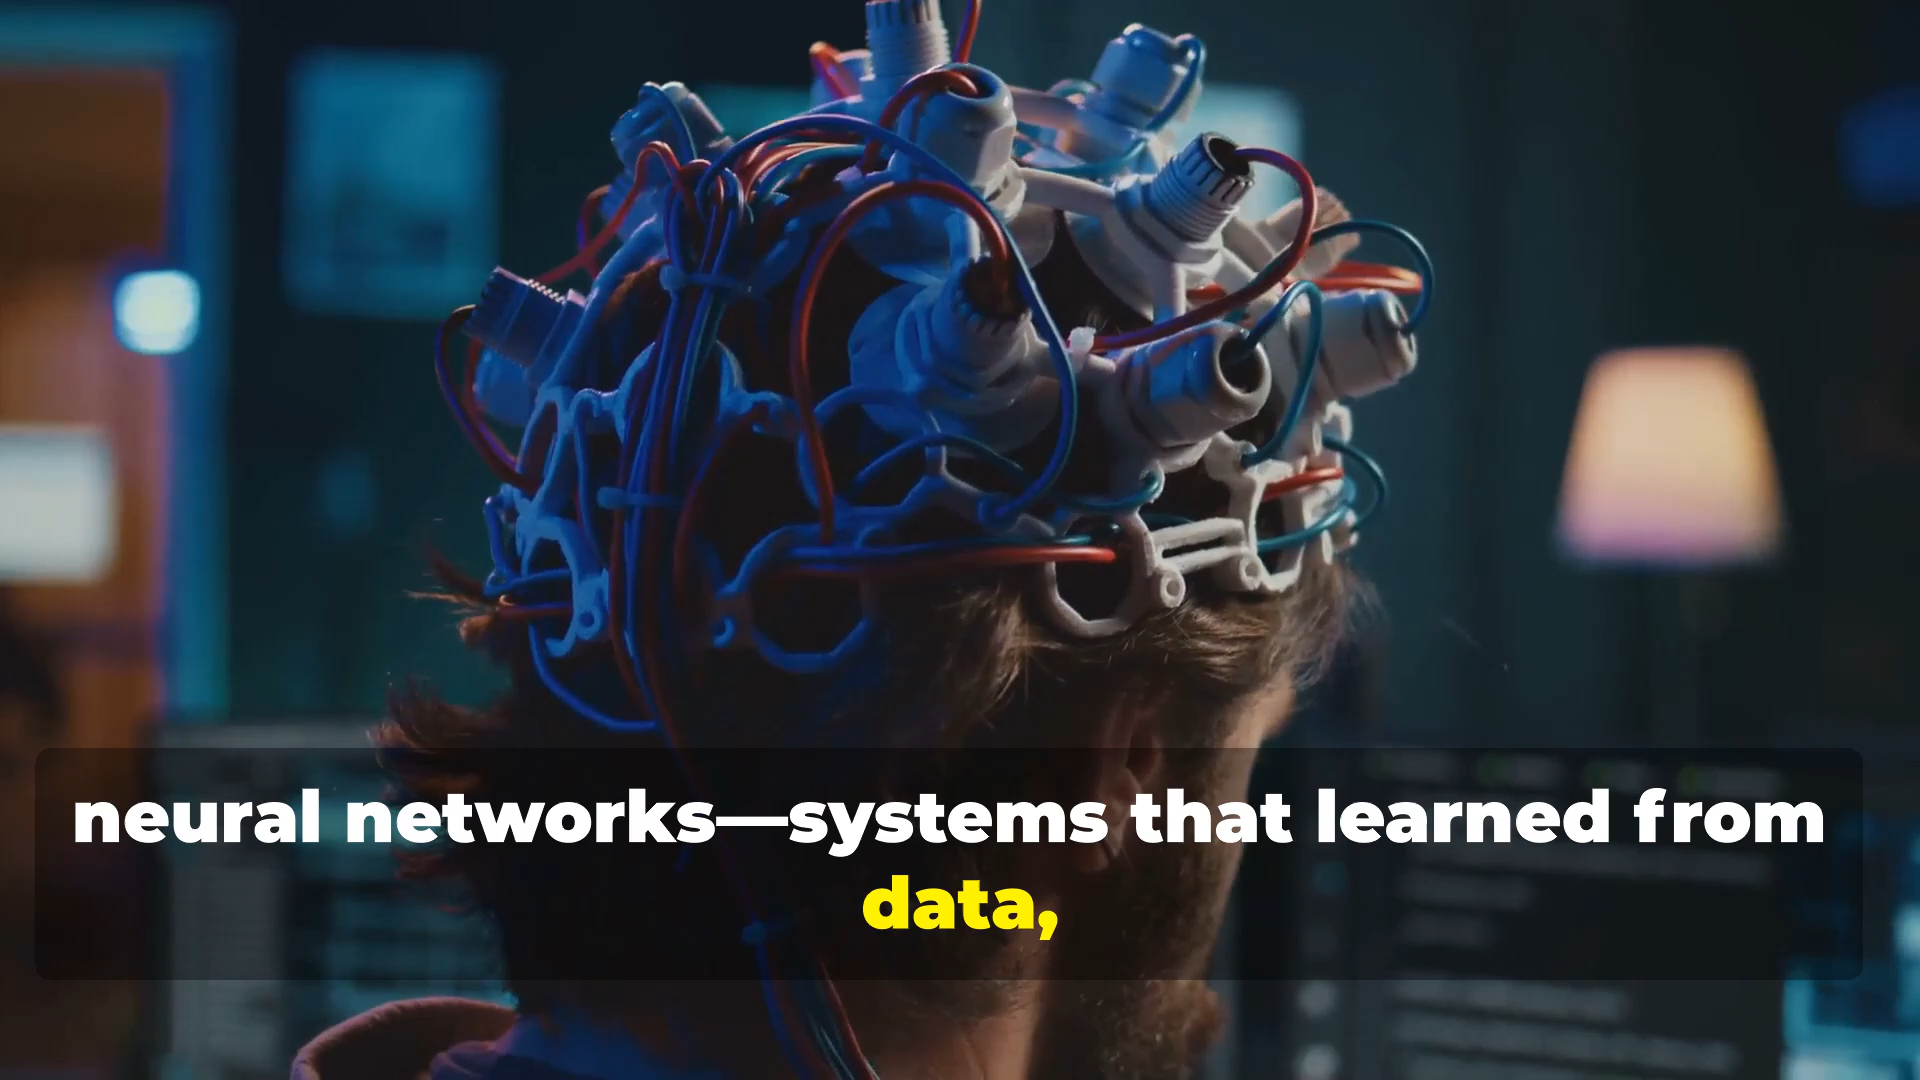 neural networks—systems that learned from
data,